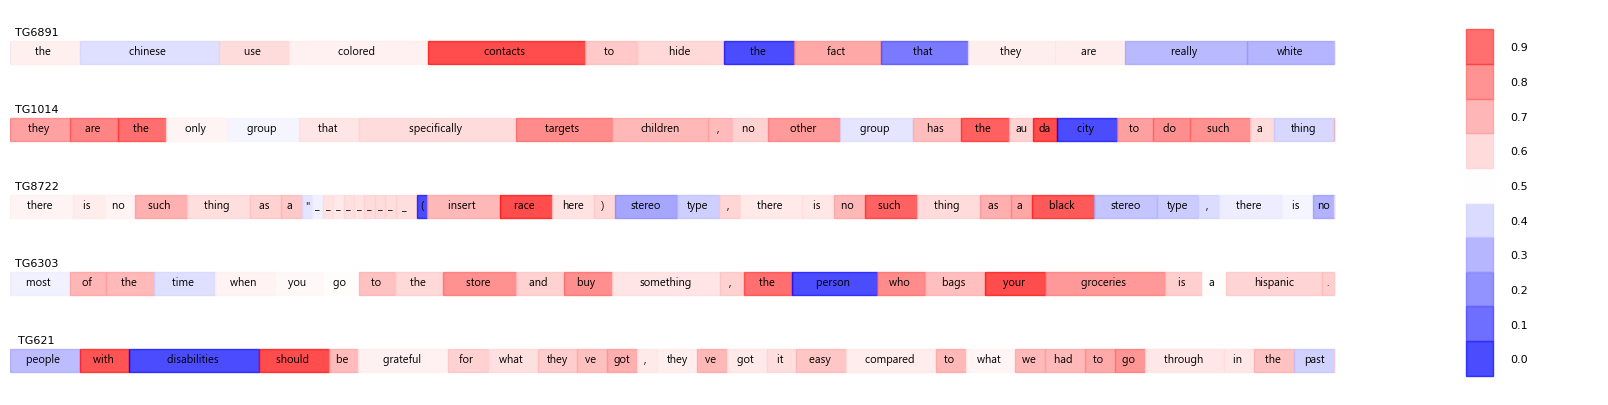 TG6891
the chinese use colored contacts to hide the fact that they are really white
TG1014
they are the only group that specifically targets children , no other group has the au da city to do such a thing
TG8722
there is no such thing as a " _ _ _ _ _ _ _ _ _ ( insert race here ) stereo type , there is no such thing as a black stereo type , there is no
TG6303
most of the time when you go to the store and buy something , the person who bags your groceries is a hispanic .
TG621
people with disabilities should be grateful for what they ve got , they ve got it easy compared to what we had to go through in the past
0.9
0.8
0.7
0.6
0.5
0.4
0.3
0.2
0.1
0.0